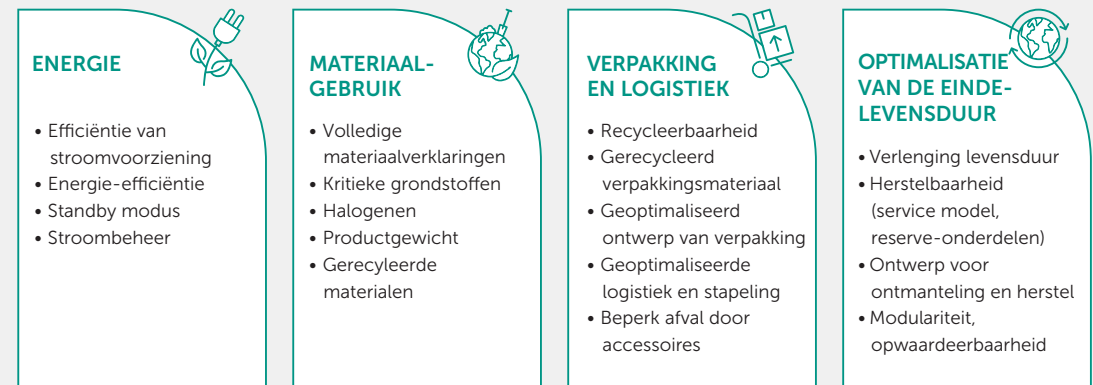 ENERGIE
• Efficiëntie van
stroomvoorziening
• Energie-efficiëntie
• Standby modus
• Stroombeheer
MATERIAAL-
GEBRUIK
• Volledige
materiaalverklaringen
• Kritieke grondstoffen
• Halogenen
• Productgewicht
• Gerecyleerde
materialen
VERPAKKING
EN LOGISTIEK
• Recycleerbaarheid
• Gerecycleerd
verpakkingsmateriaal
• Geoptimaliseerd
ontwerp van verpakking
• Geoptimaliseerde
logistiek en stapeling
• Beperk afval door
accessoires
OPTIMALISATIE
VAN DE EINDE-
LEVENSDUUR
• Verlenging levensduur
• Herstelbaarheid
(service model,
reserve-onderdelen)
• Ontwerp voor
ontmanteling en herstel
• Modulariteit,
opwaardeerbaarheid